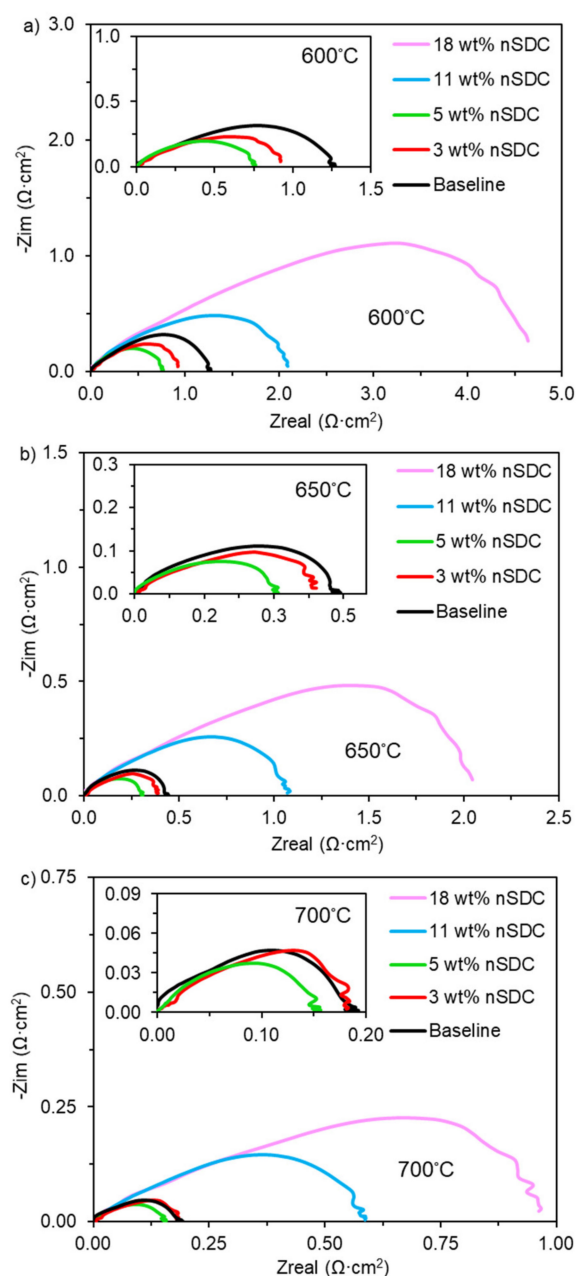 a)
3.0
2.0
1.0
0.0
-Zim (Ω·cm²)
1.0
0.5
0.0
0.0 0.5 1.0 1.5
600°C
18 wt% nSDC
11 wt% nSDC
5 wt% nSDC
3 wt% nSDC
Baseline
600°C
0.0 1.0 2.0 3.0 4.0 5.0
Zreal (Ω·cm²)
b)
1.5
1.0
0.5
0.0
-Zim (Ω·cm²)
0.3
0.2
0.1
0.0
0.0 0.2 0.3 0.5
650°C
18 wt% nSDC
11 wt% nSDC
5 wt% nSDC
3 wt% nSDC
Baseline
650°C
0.0 0.5 1.0 1.5 2.0 2.5
Zreal (Ω·cm²)
c)
0.75
0.50
0.25
0.00
-Zim (Ω·cm²)
0.09
0.06
0.03
0.00
0.00 0.10 0.20
700°C
18 wt% nSDC
11 wt% nSDC
5 wt% nSDC
3 wt% nSDC
Baseline
700°C
0.00 0.25 0.50 0.75 1.00
Zreal (Ω·cm²)